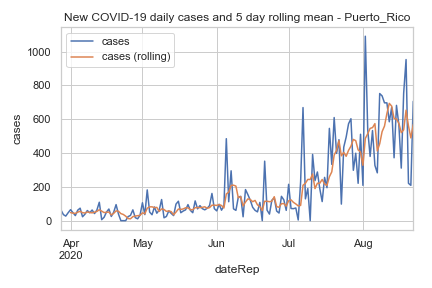 New COVID-19 daily cases and 5 day rolling mean - Puerto_Rico
cases
cases (rolling)
1000
800
600
400
200
0
cases
Apr
2020
May
Jun
Jul
Aug
dateRep